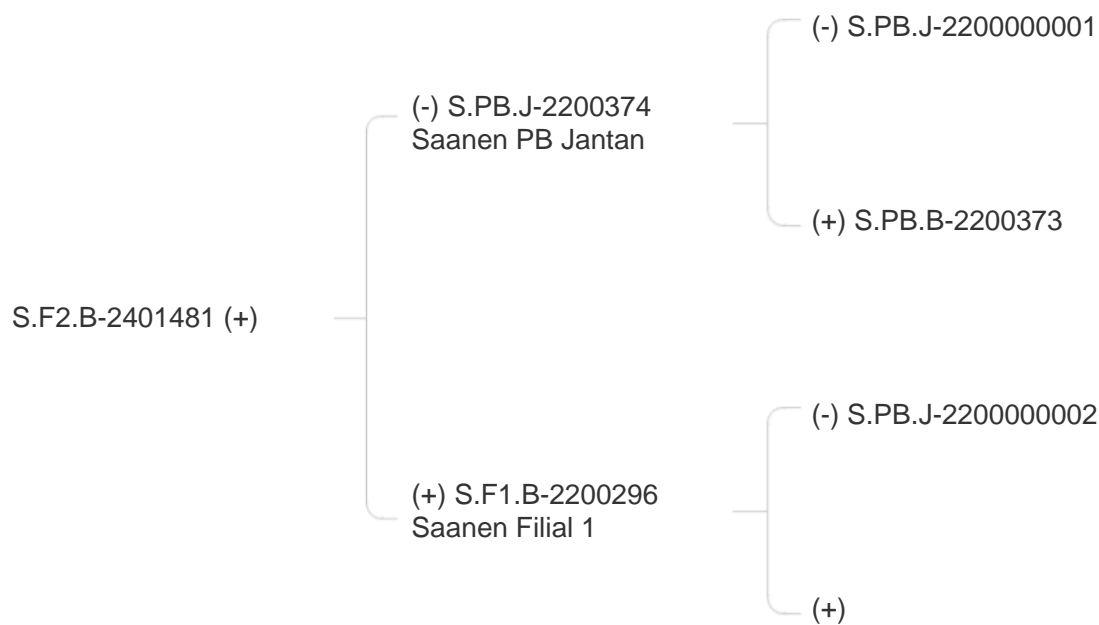 (-) S.PB.J-2200000001
(-) S.PB.J-2200374
Saanen PB Jantan
(+) S.PB.B-2200373
S.F2.B-2401481 (+)
(-) S.PB.J-2200000002
(+) S.F1.B-2200296
Saanen Filial 1
(+)